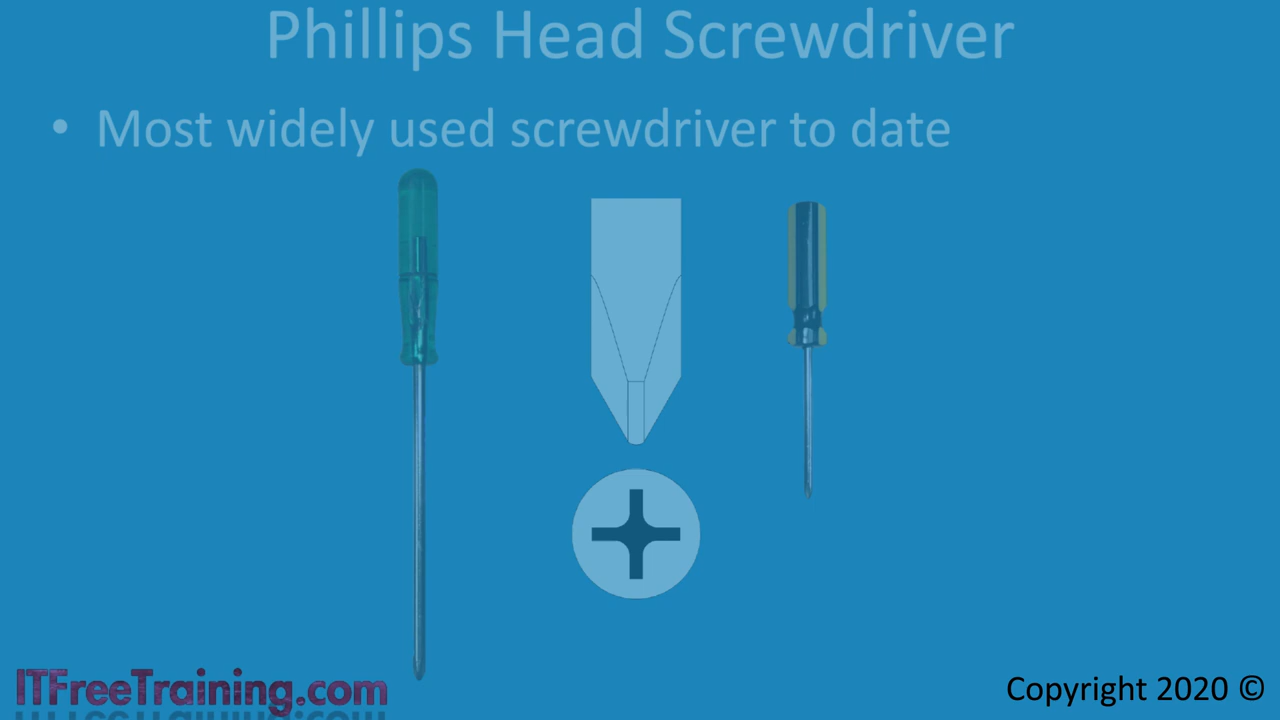 Phillips Head Screwdriver
• Most widely used screwdriver to date
ITFreeTraining.com
Copyright 2020 ©